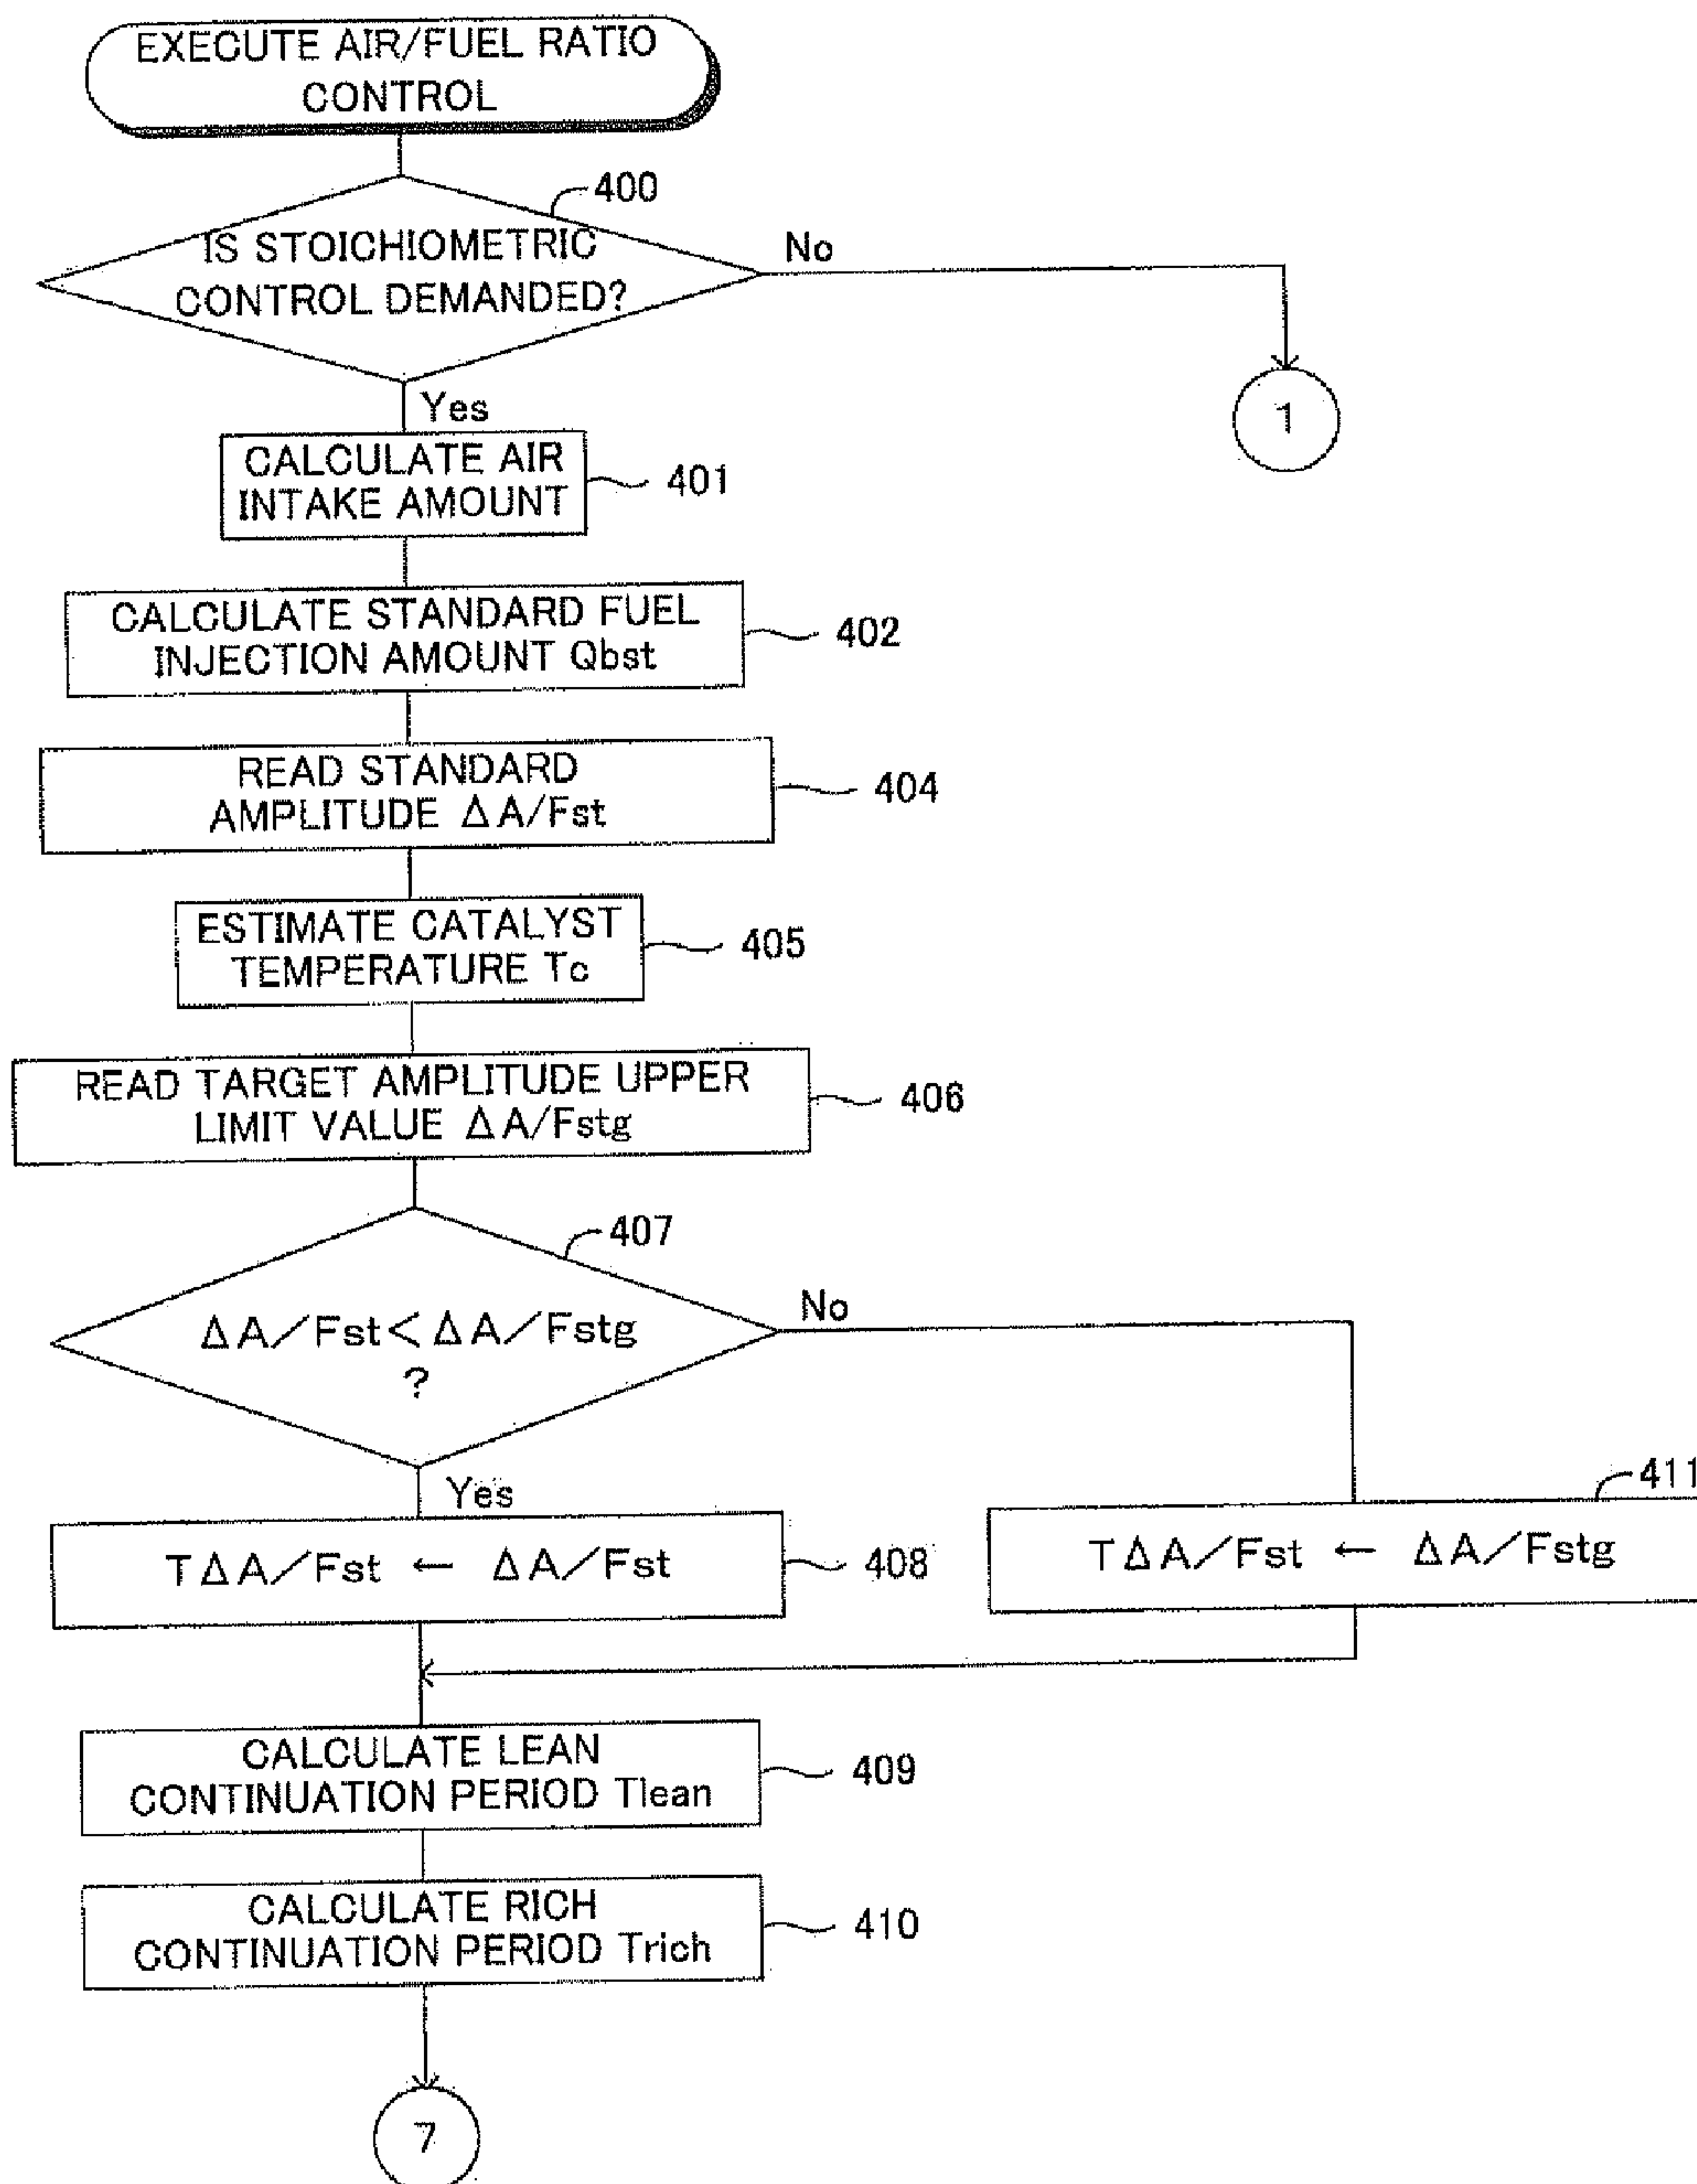 EXECUTE AIR/FUEL RATIO
CONTROL
400
IS STOICHIOMETRIC
CONTROL DEMANDED?
No
1
Yes
CALCULATE AIR
INTAKE AMOUNT
401
CALCULATE STANDARD FUEL
INJECTION AMOUNT Qbst
402
READ STANDARD
AMPLITUDE ΔA/Fst
404
ESTIMATE CATALYST
TEMPERATURE Tc
405
READ TARGET AMPLITUDE UPPER
LIMIT VALUE ΔA/Fstg
406
407
ΔA/Fst<ΔA/Fstg
?
No
Yes
TΔA/Fst ← ΔA/Fst
408
411
TΔA/Fst ← ΔA/Fstg
CALCULATE LEAN
CONTINUATION PERIOD Tlean
409
CALCULATE RICH
CONTINUATION PERIOD Trich
410
7